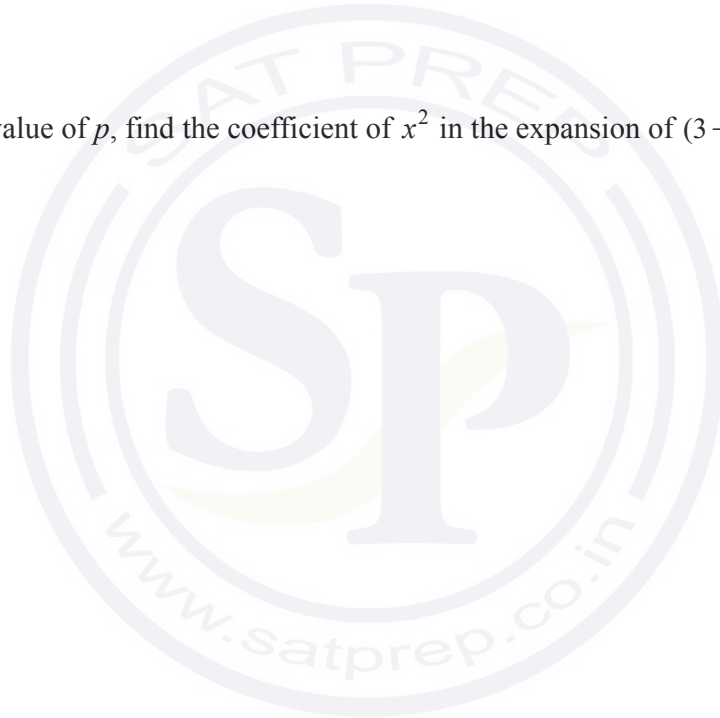 value of p, find the coefficient of x² in the expansion of (3 –
SAT PREP
SP
www.satprep.co.in